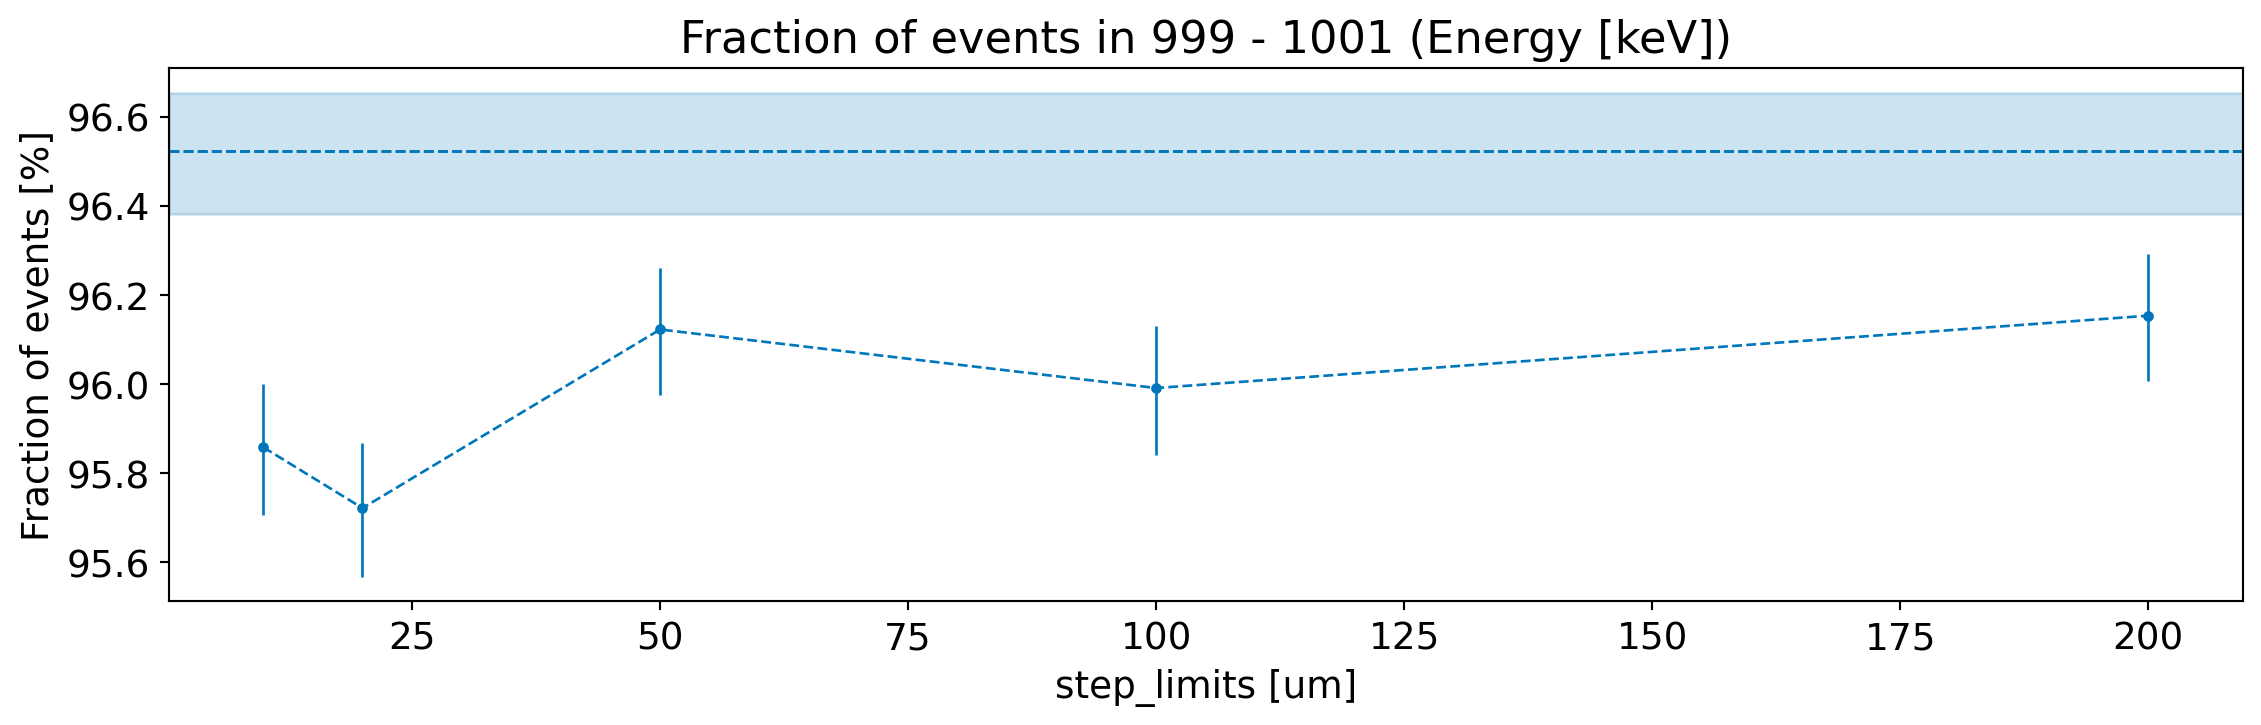 Fraction of events in 999 - 1001 (Energy [keV])
Fraction of events [%]
96.6
96.4
96.2
96.0
95.8
95.6
25 50 75 100 125 150 175 200
step_limits [um]